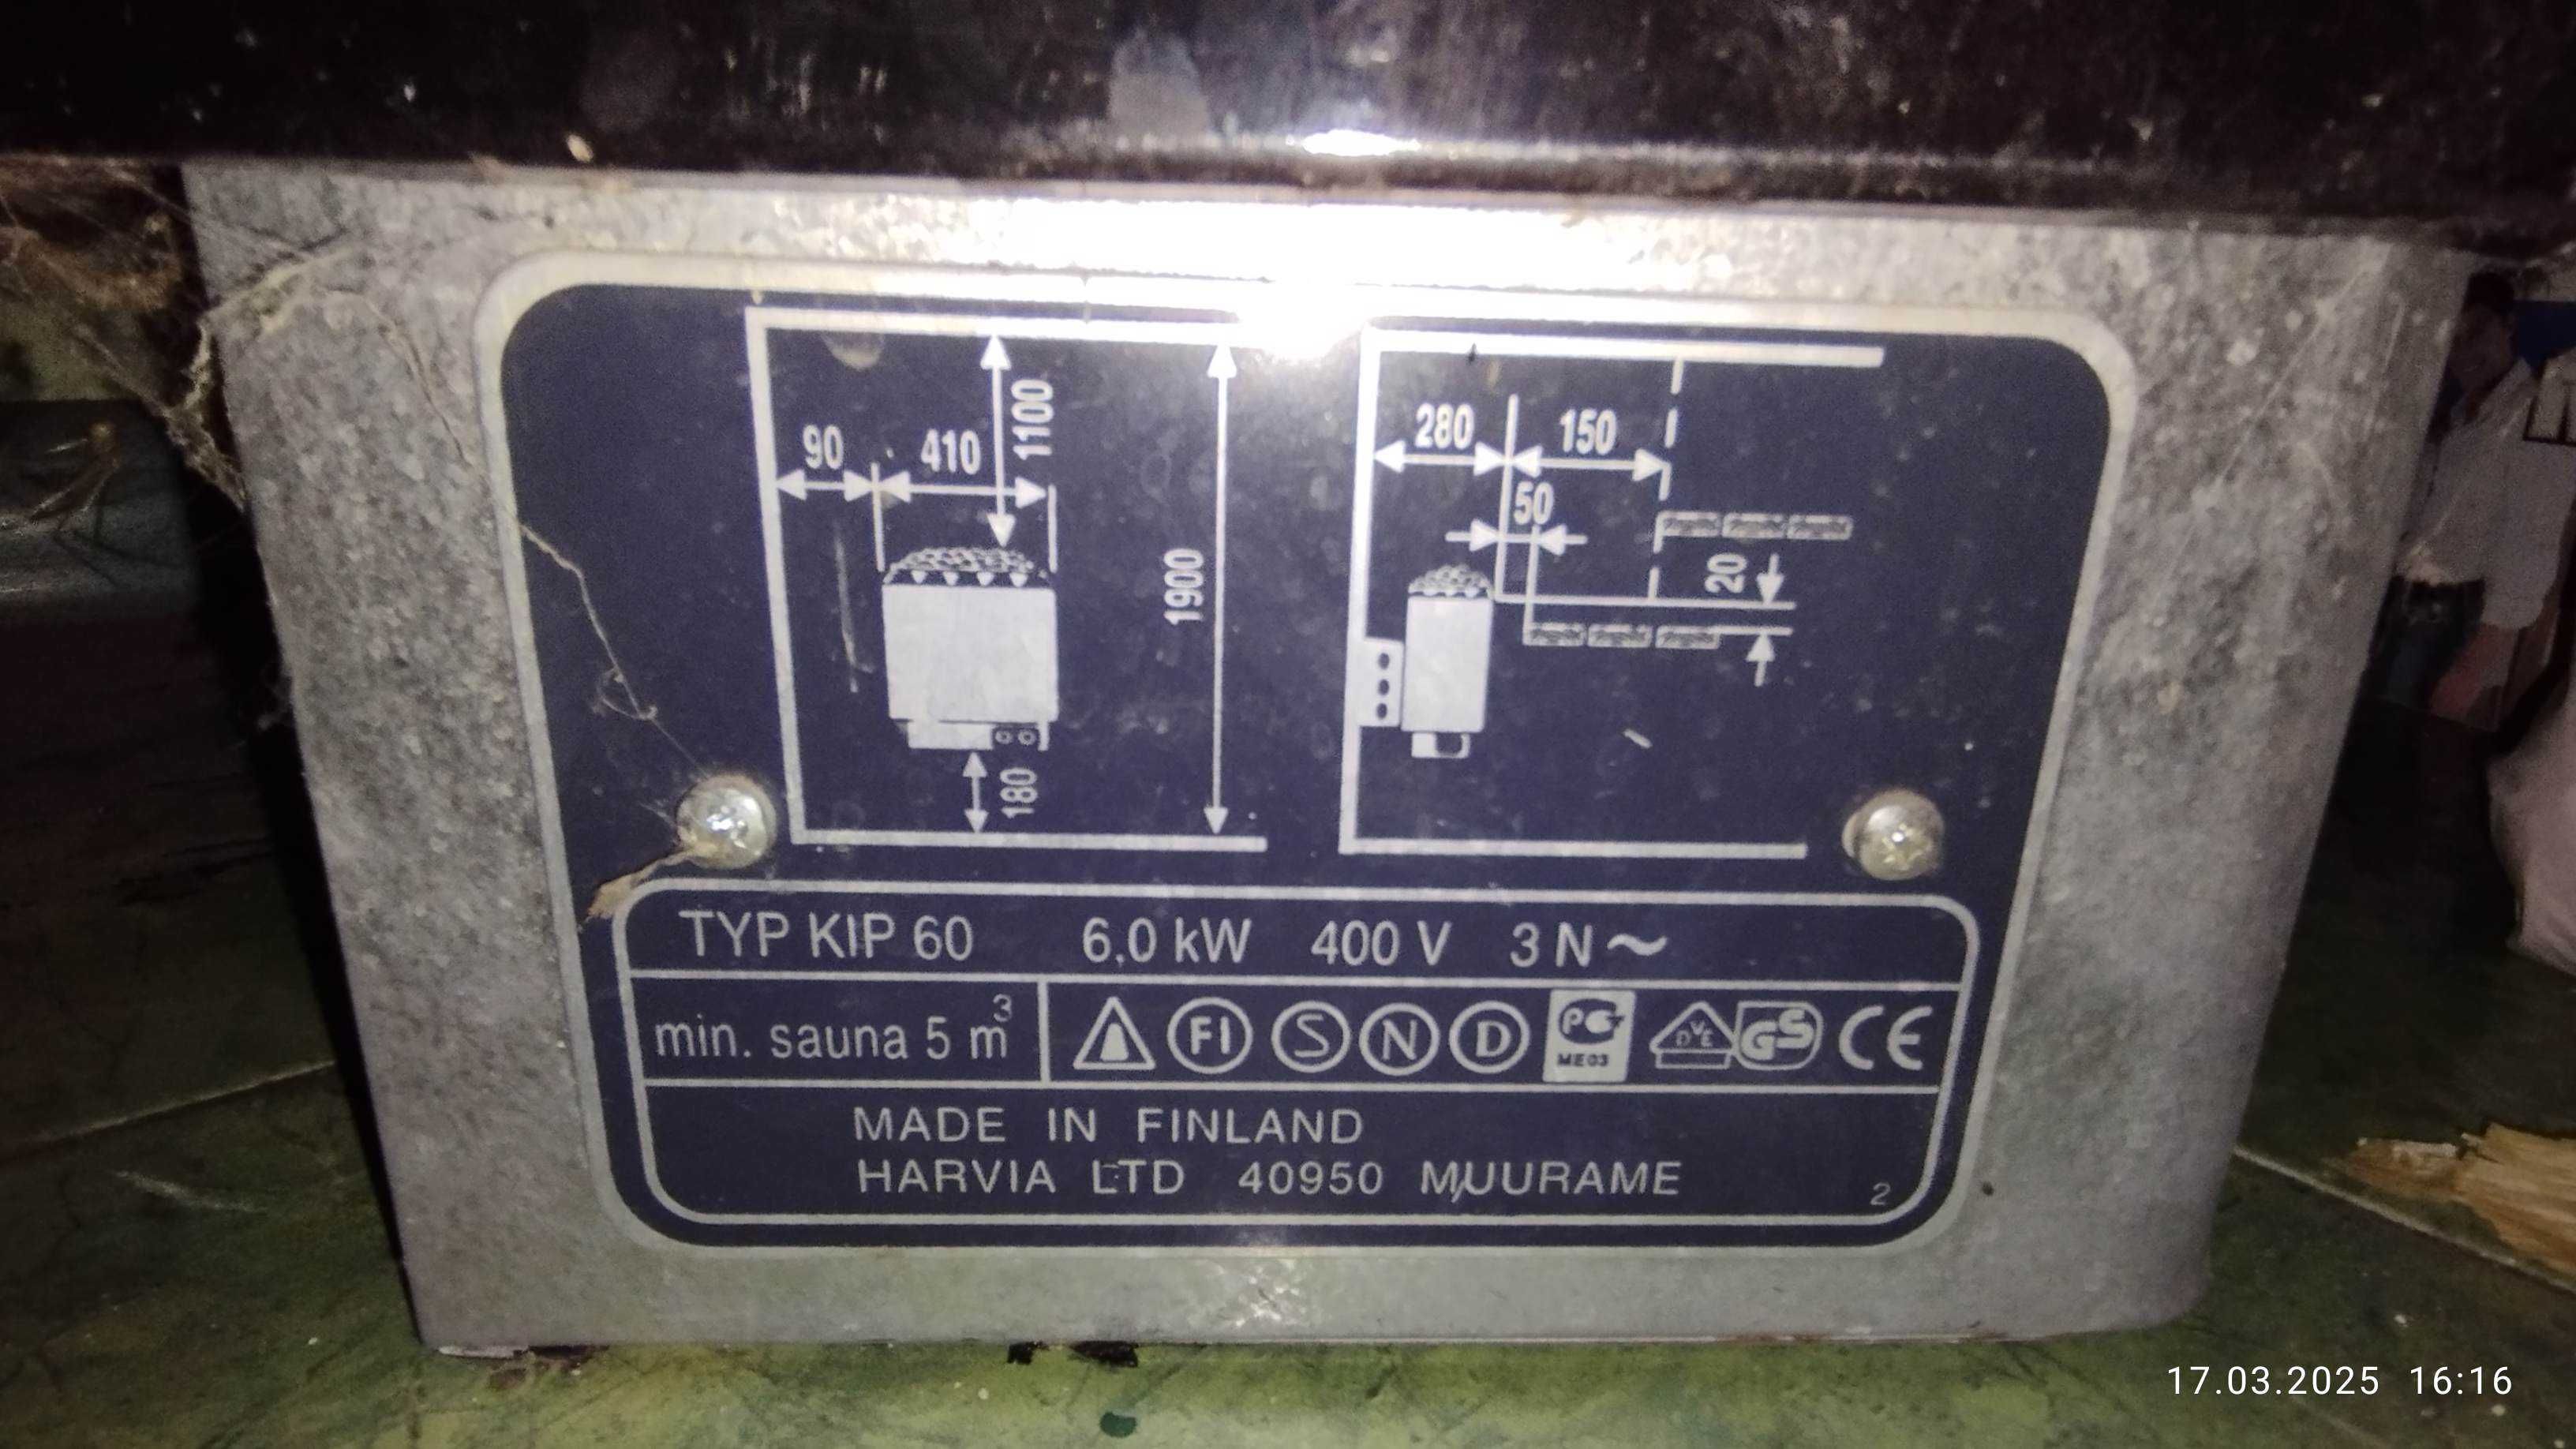 90
410
1100
1900
180
280
150
50
20
TYP KIP 60 6.0 kW 400 V 3 N ~
min. sauna 5 m³
FI S N D PCT ME03 DVE GS CE
MADE IN FINLAND
HARVIA LTD 40950 MUURAME
2
17.03.2025 16:16